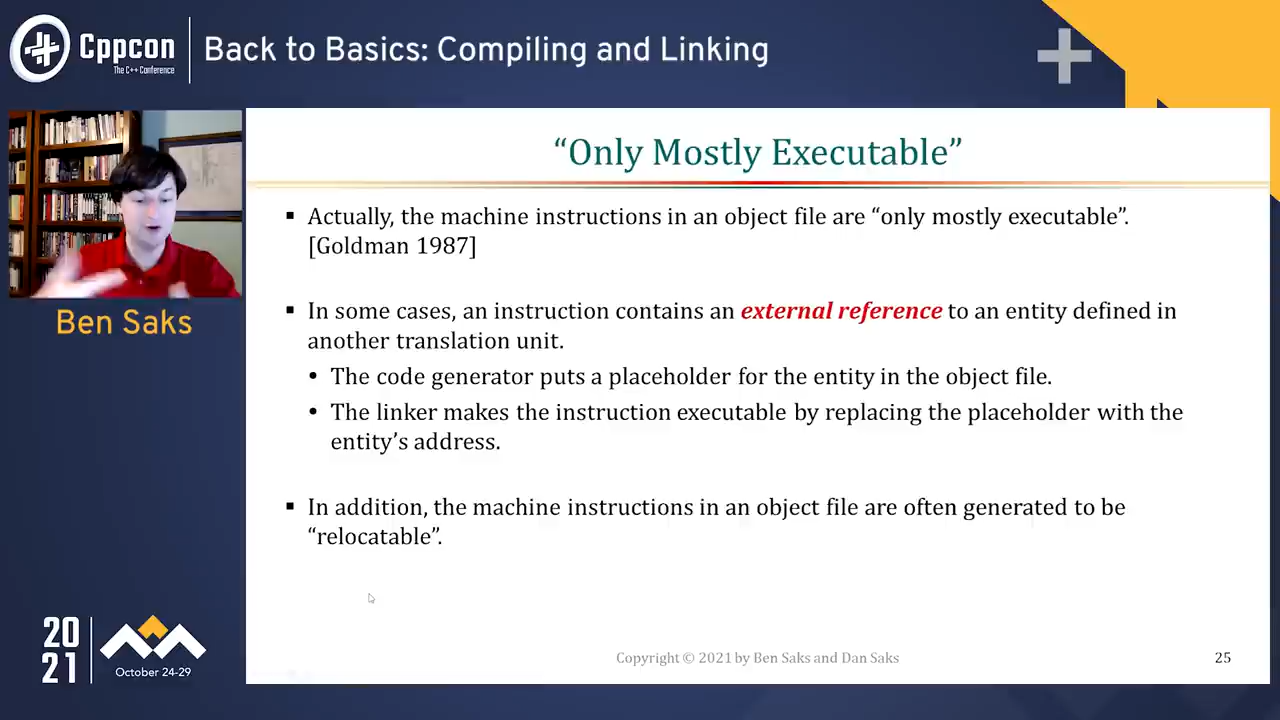 Cppcon
The C++ Conference
Back to Basics: Compiling and Linking
Ben Saks
“Only Mostly Executable”
▪ Actually, the machine instructions in an object file are “only mostly executable”.
[Goldman 1987]
▪ In some cases, an instruction contains an external reference to an entity defined in
another translation unit.
• The code generator puts a placeholder for the entity in the object file.
• The linker makes the instruction executable by replacing the placeholder with the
entity’s address.
▪ In addition, the machine instructions in an object file are often generated to be
“relocatable”.
20
21
October 24-29
Copyright © 2021 by Ben Saks and Dan Saks
25